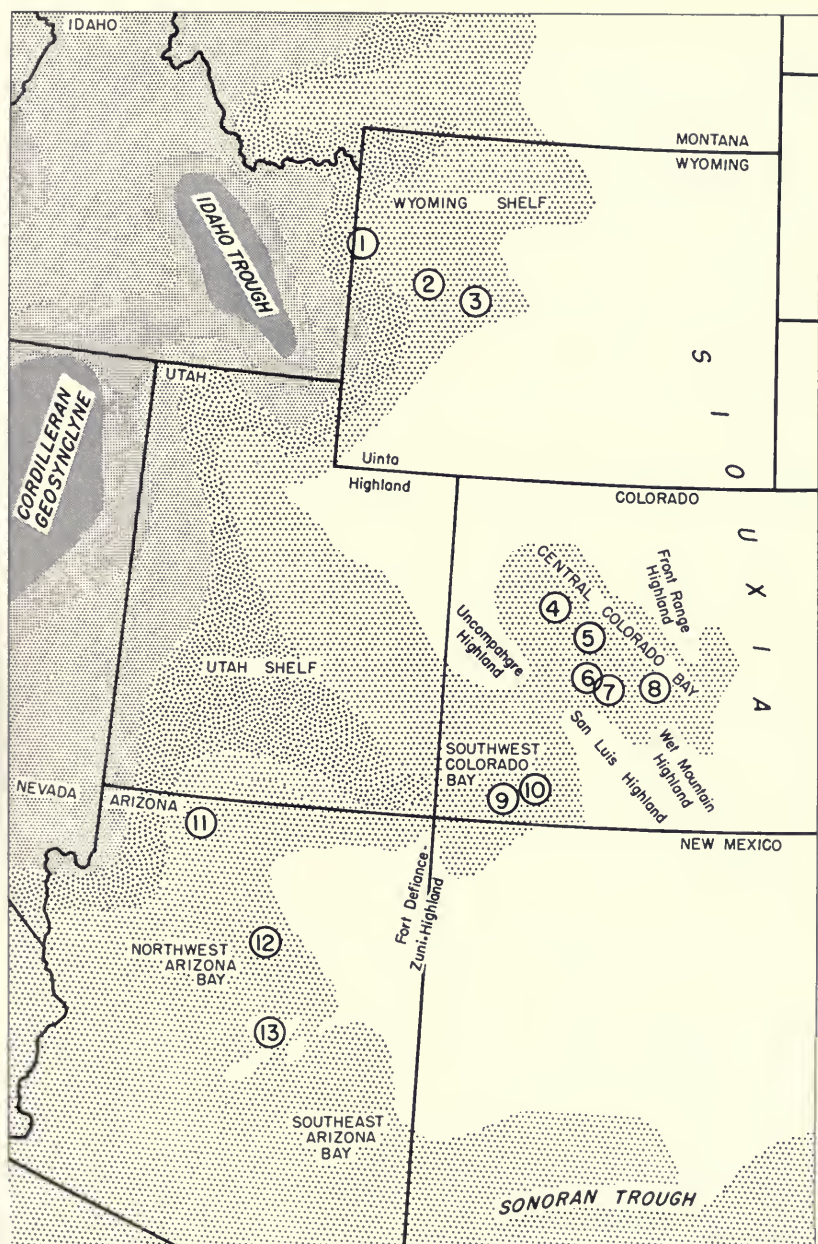 IDAHO
MONTANA
WYOMING
WYOMING SHELF
IDAHO TROUGH
1
2
3
S I O U X I A
UTAH
CORDILLERAN
GEOSYNCLYNE
Uinta
Highland
COLORADO
CENTRAL COLORADO BAY
Front Range
Highland
Uncompahgre
Highland
4
5
6
7
8
UTAH SHELF
San Luis Highland
Wet Mountain
Highland
SOUTHWEST
COLORADO
BAY
9
10
NEVADA
ARIZONA
11
NEW MEXICO
Fort Defiance-
Zuni Highland
12
NORTHWEST
ARIZONA
BAY
13
SOUTHEAST
ARIZONA
BAY
SONORAN TROUGH